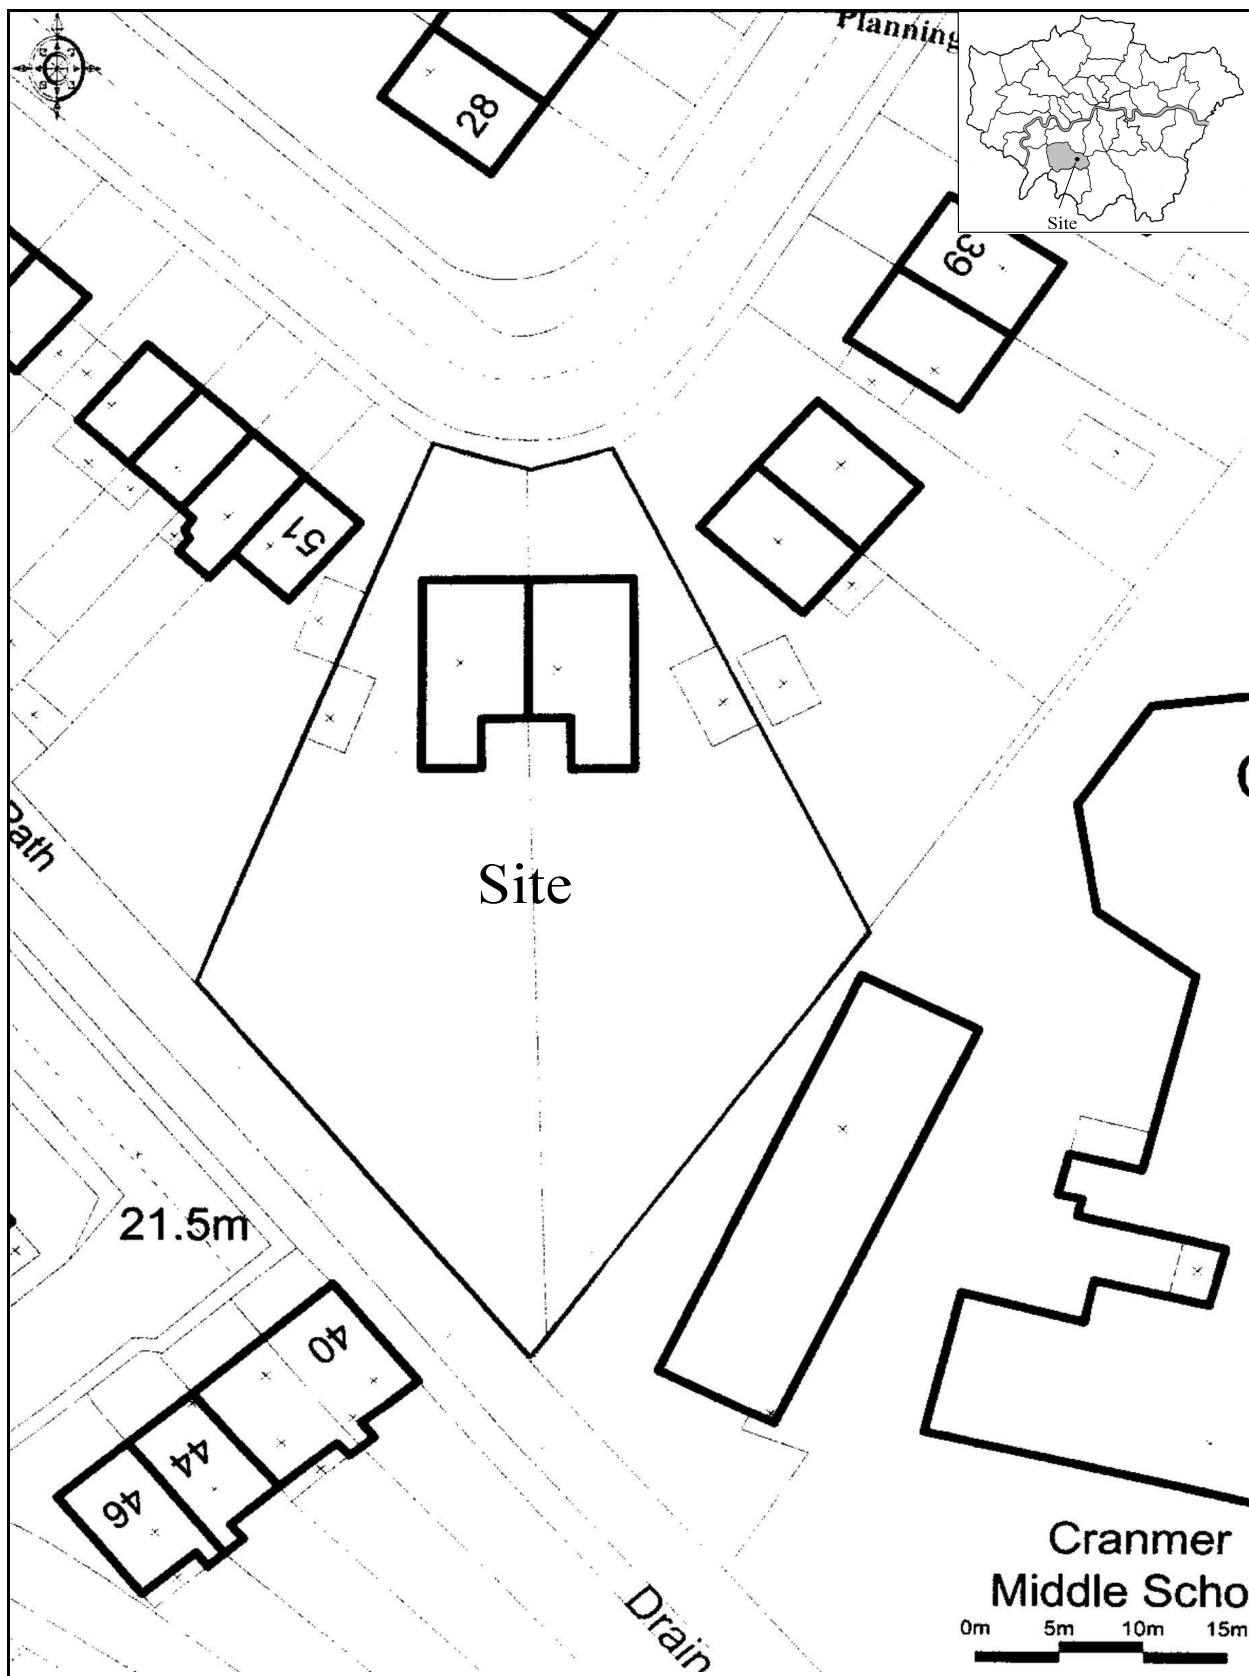 Planning
Site
28
39
51
Path
Site
21.5m
40
44
46
Drain
Cranmer
Middle Scho
0m 5m 10m 15m